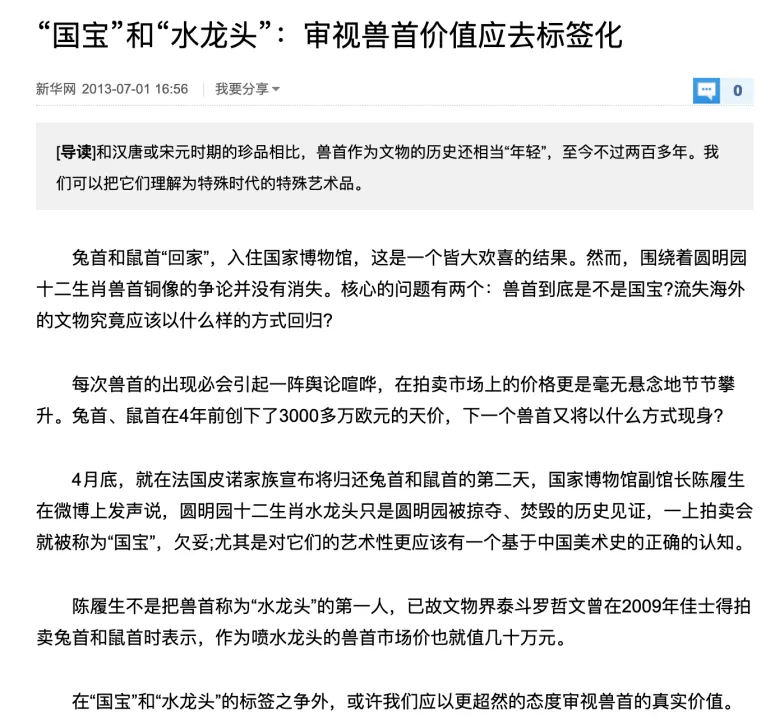 “国宝”和“水龙头”：审视兽首价值应去标签化
新华网 2013-07-01 16:56 我要分享
0
[导读]和汉唐或宋元时期的珍品相比，兽首作为文物的历史还相当“年轻”，至今不过两百多年。我
们可以把它们理解为特殊时代的特殊艺术品。
兔首和鼠首“回家”，入住国家博物馆，这是一个皆大欢喜的结果。然而，围绕着圆明园
十二生肖兽首铜像的争论并没有消失。核心的问题有两个：兽首到底是不是国宝?流失海外
的文物究竟应该以什么样的方式回归?
每次兽首的出现必会引起一阵舆论喧哗，在拍卖市场上的价格更是毫无悬念地节节攀
升。兔首、鼠首在4年前创下了3000多万欧元的天价，下一个兽首又将以什么方式现身?
4月底，就在法国皮诺家族宣布将归还兔首和鼠首的第二天，国家博物馆副馆长陈履生
在微博上发声说，圆明园十二生肖水龙头只是圆明园被掠夺、焚毁的历史见证，一上拍卖会
就被称为“国宝”，欠妥;尤其是对它们的艺术性更应该有一个基于中国美术史的正确的认知。
陈履生不是把兽首称为“水龙头”的第一人，已故文物界泰斗罗哲文曾在2009年佳士得拍
卖兔首和鼠首时表示，作为喷水龙头的兽首市场价也就值几十万元。
在“国宝”和“水龙头”的标签之争外，或许我们应以更超然的态度审视兽首的真实价值。